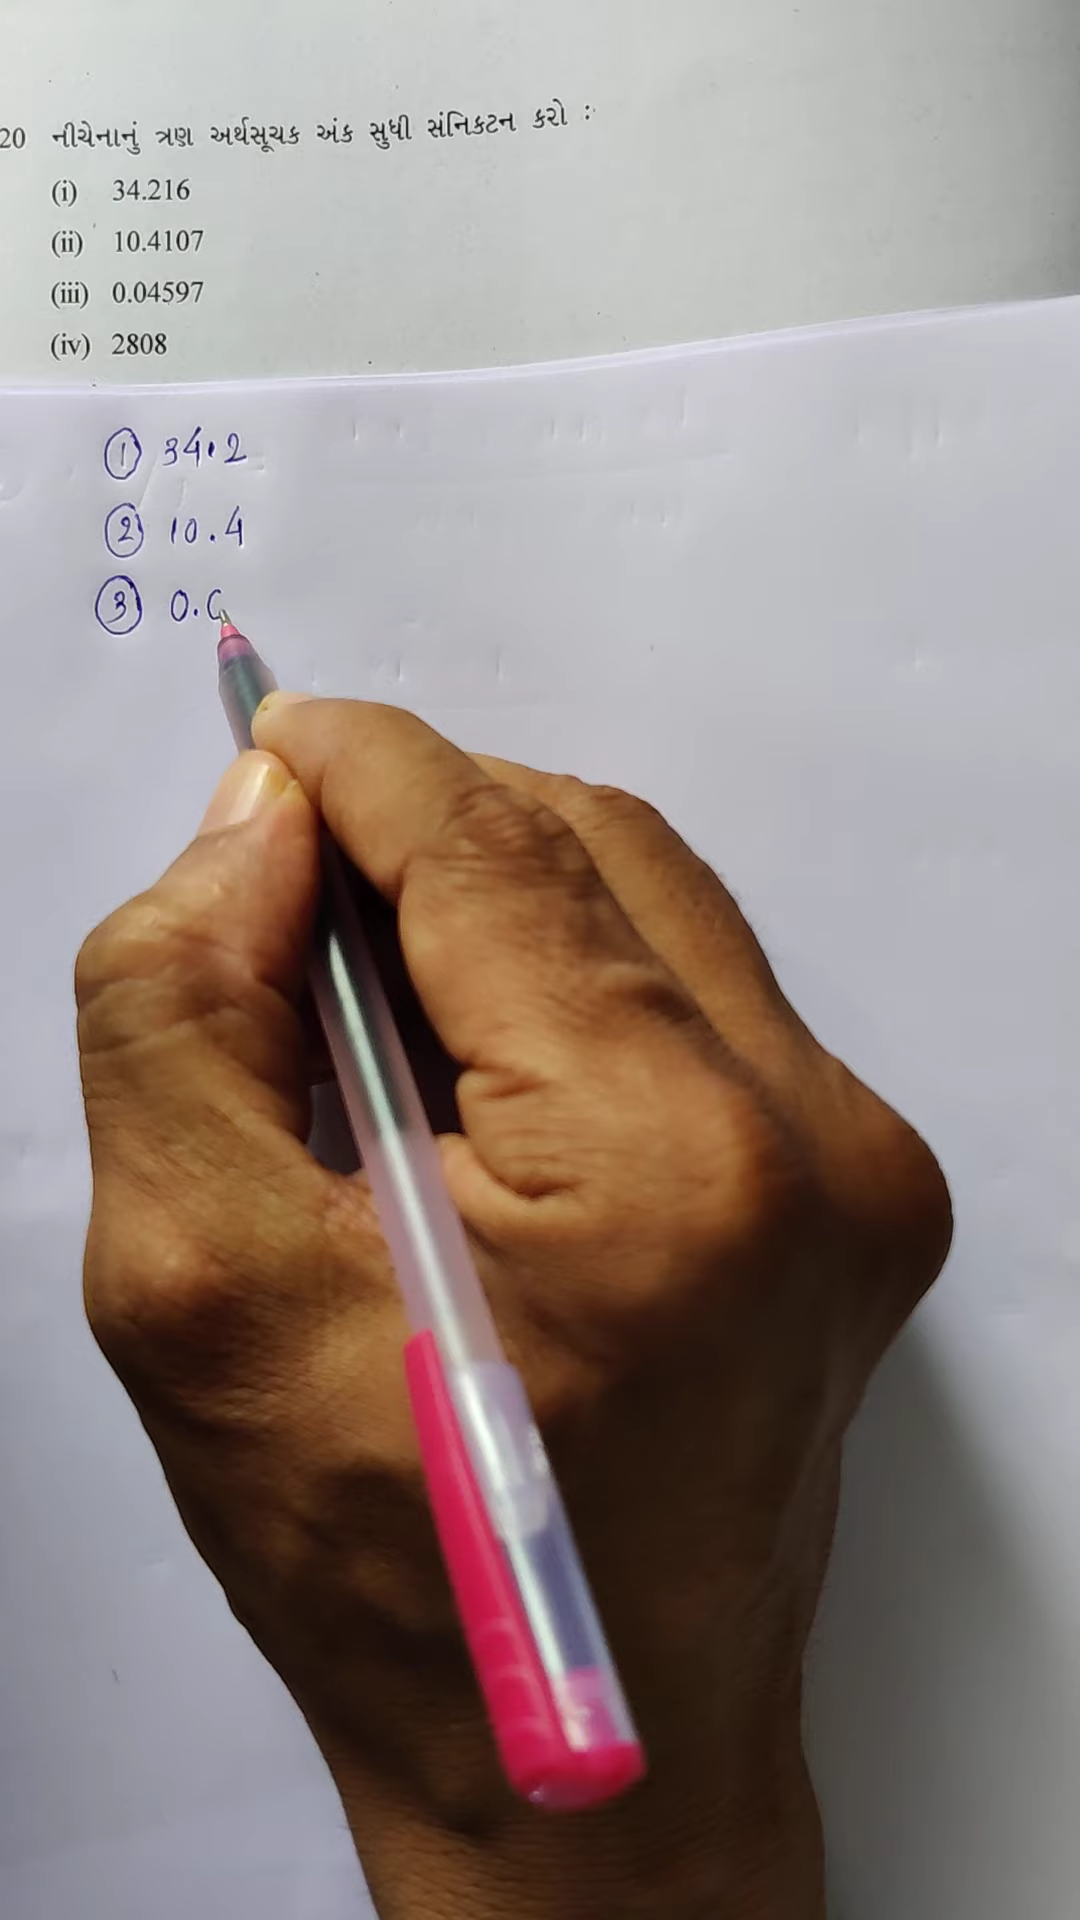 20 નીચેનાનું ત્રણ અર્થસૂચક અંક સુધી સંનિકટન કરો :
(i) 34.216
(ii) 10.4107
(iii) 0.04597
(iv) 2808
① 34.2
② 10.4
③ 0.0